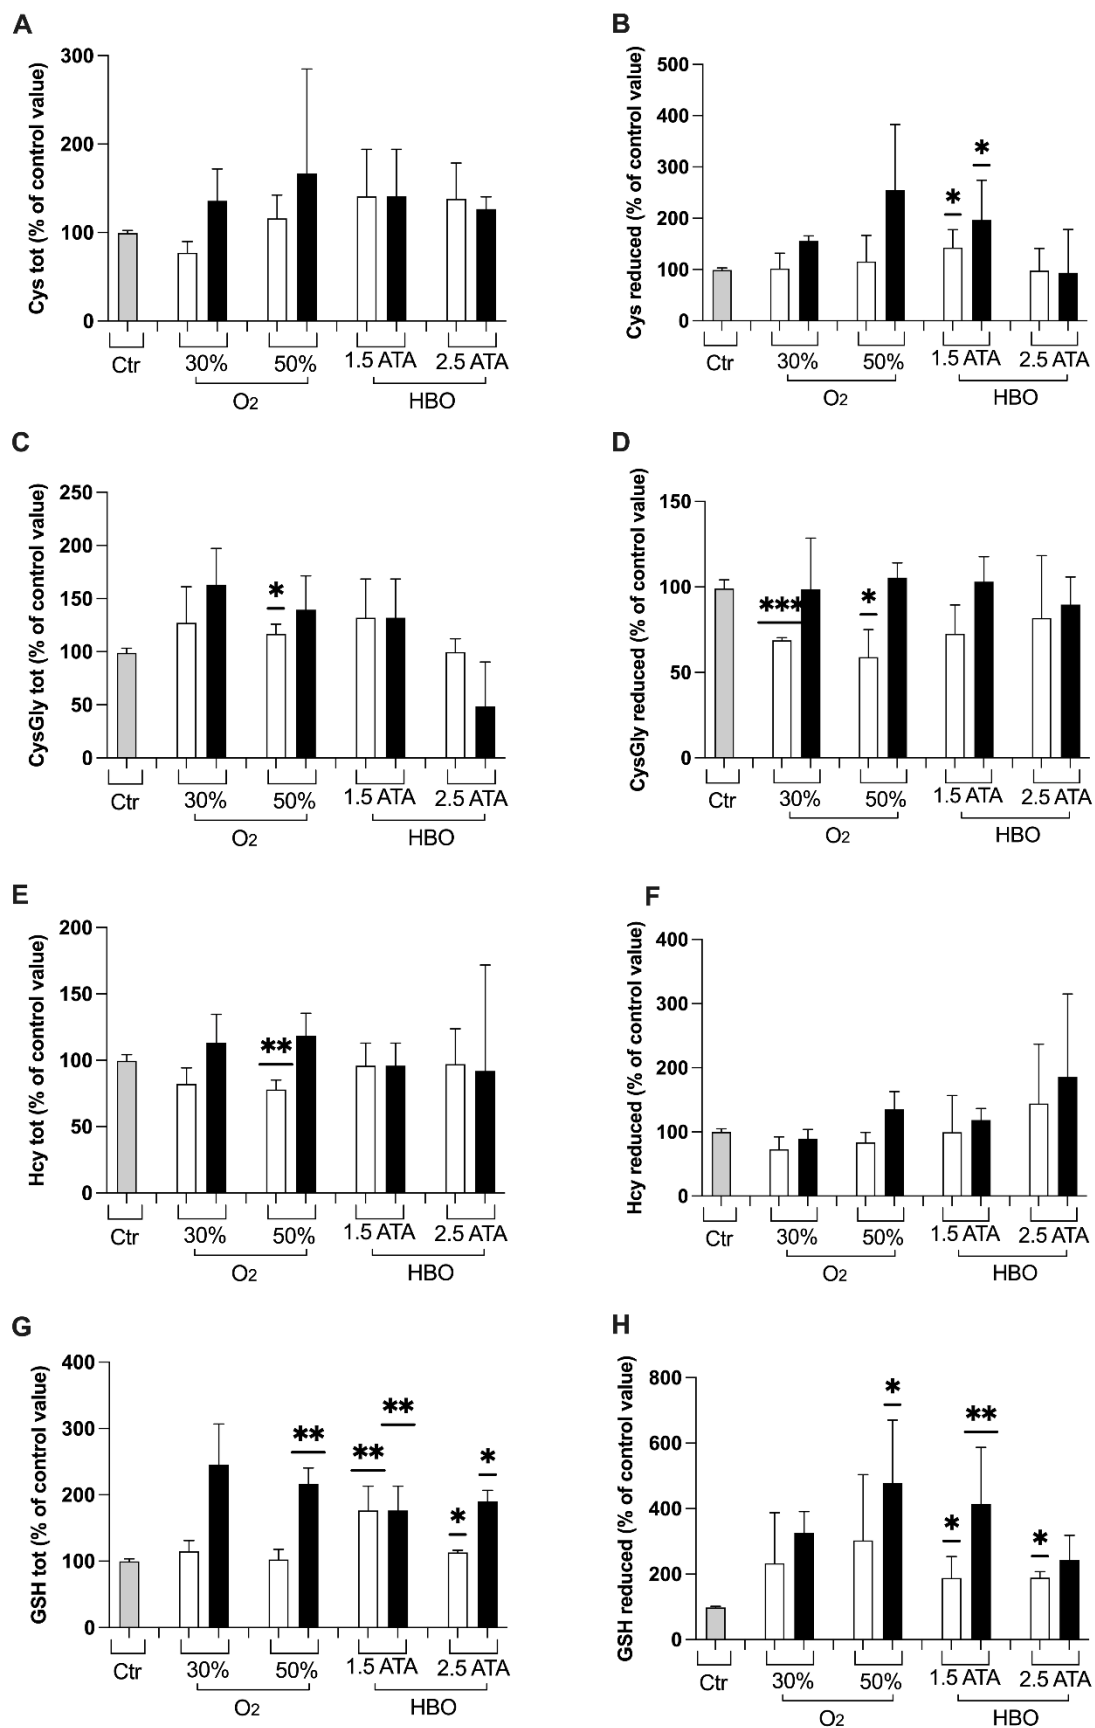 A
Cys tot (% of control value)
300
200
100
0
Ctr
30%
50%
1.5 ATA
2.5 ATA
O2
HBO
B
Cys reduced (% of control value)
500
400
300
200
100
0
*
*
Ctr
30%
50%
1.5 ATA
2.5 ATA
O2
HBO
C
CysGly tot (% of control value)
250
200
150
100
50
0
*
Ctr
30%
50%
1.5 ATA
2.5 ATA
O2
HBO
D
CysGly reduced (% of control value)
150
100
50
0
***
*
Ctr
30%
50%
1.5 ATA
2.5 ATA
O2
HBO
E
Hcy tot (% of control value)
200
150
100
50
0
**
Ctr
30%
50%
1.5 ATA
2.5 ATA
O2
HBO
F
Hcy reduced (% of control value)
400
300
200
100
0
Ctr
30%
50%
1.5 ATA
2.5 ATA
O2
HBO
G
GSH tot (% of control value)
400
300
200
100
0
**
**
**
*
*
Ctr
30%
50%
1.5 ATA
2.5 ATA
O2
HBO
H
GSH reduced (% of control value)
800
600
400
200
0
*
*
**
*
Ctr
30%
50%
1.5 ATA
2.5 ATA
O2
HBO